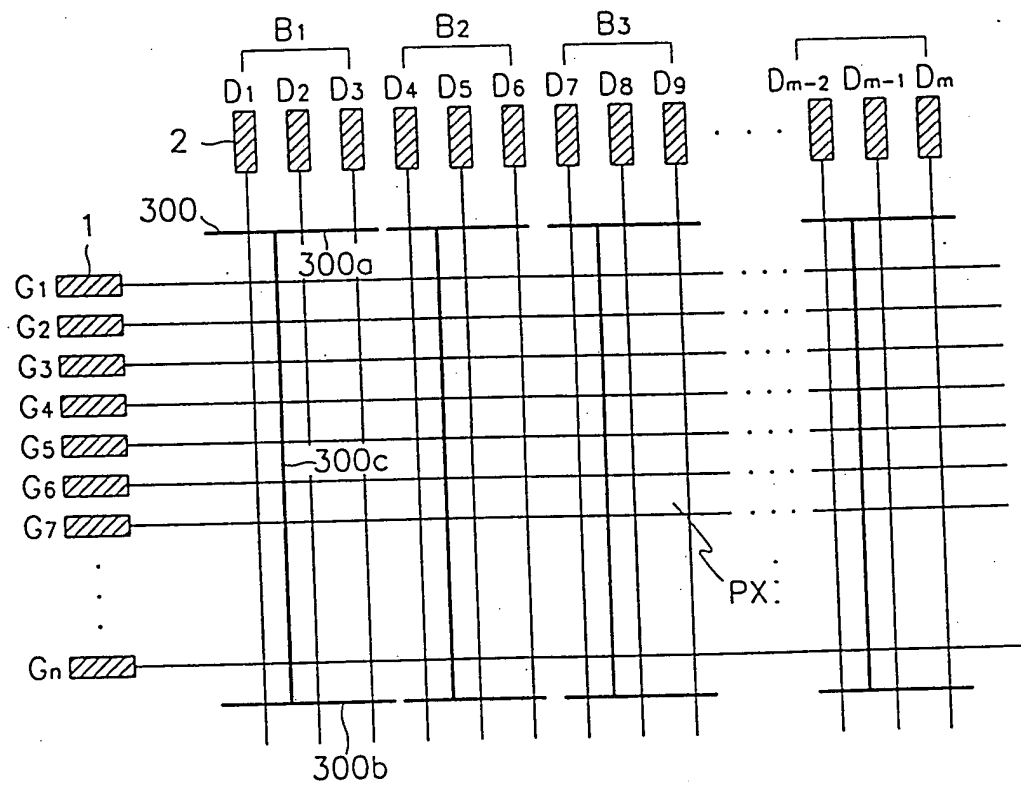 B1 B2 B3
D1 D2 D3 D4 D5 D6 D7 D8 D9 Dm-2 Dm-1 Dm
2 . . . .
300
300a
1
G1 . . . .
G2 . . . .
G3 . . . .
G4 . . . .
G5 . . . .
300c
G6 . . . .
G7 . . . .
PX
Gn
300b